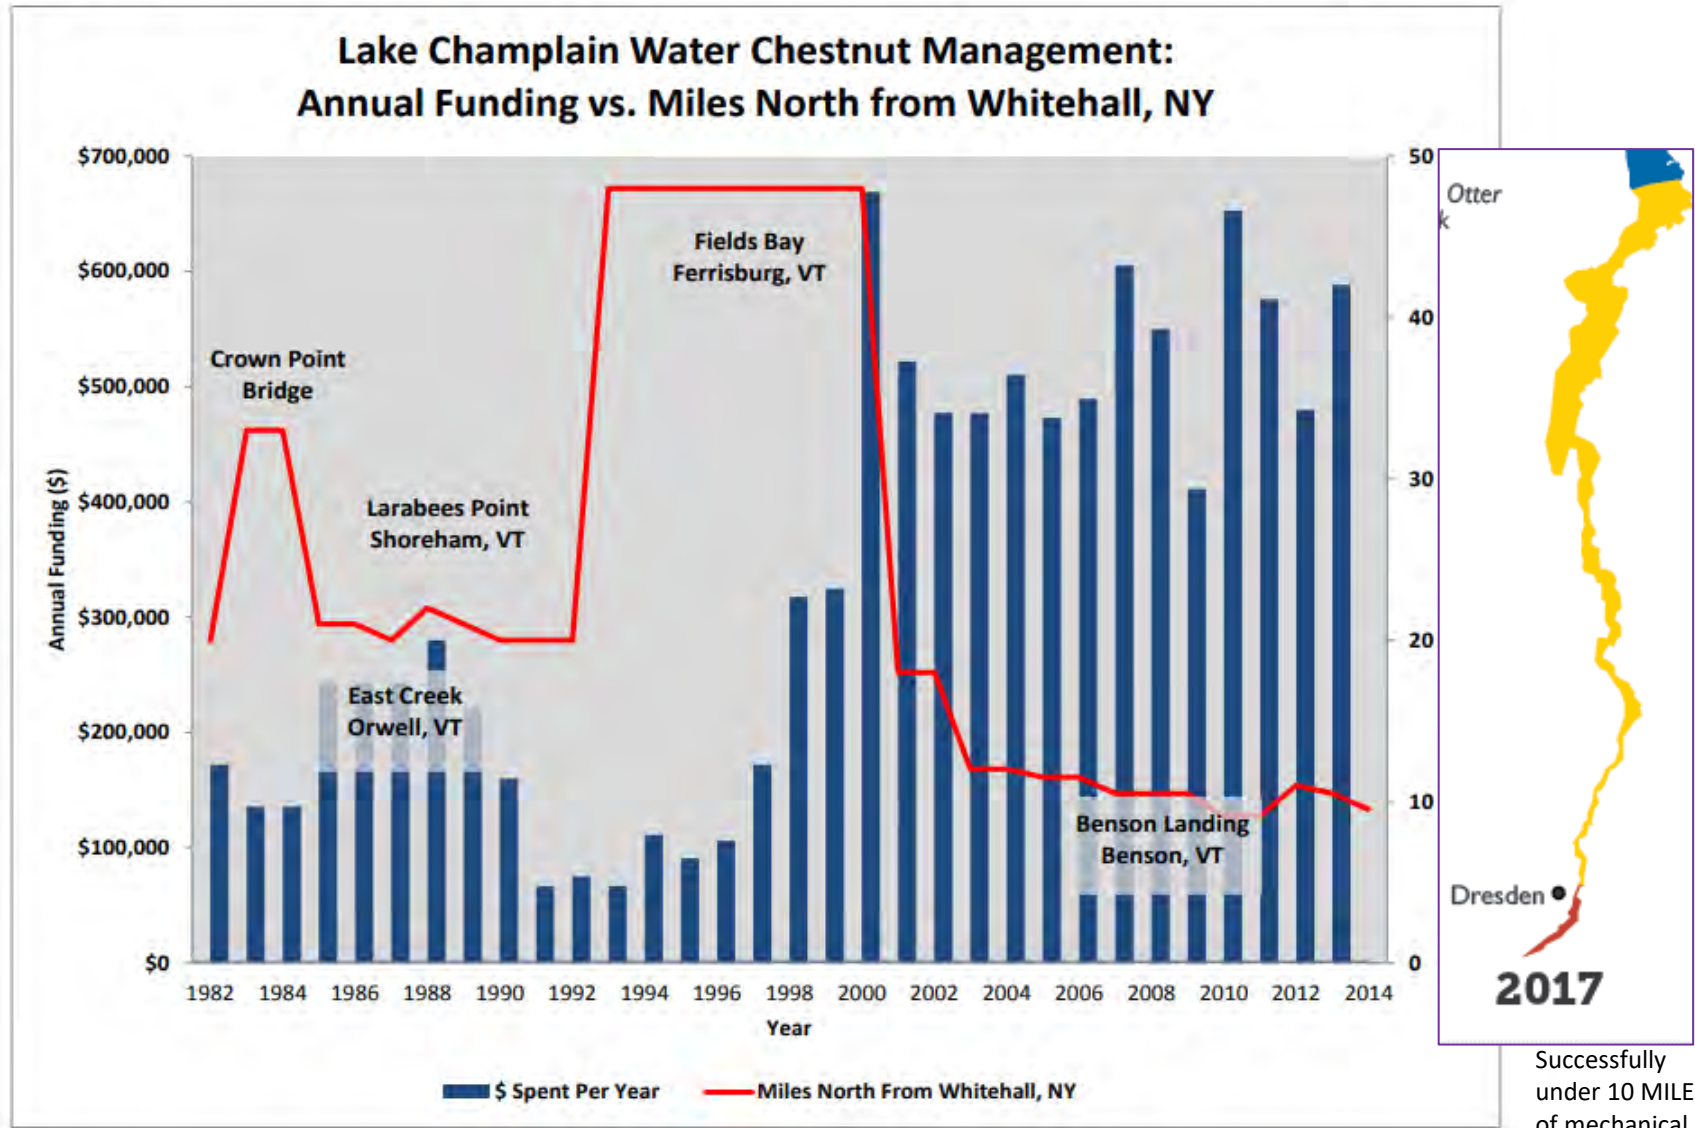 Lake Champlain Water Chestnut Management:
Annual Funding vs. Miles North from Whitehall, NY
$700,000
$600,000
$500,000
$400,000
$300,000
$200,000
$100,000
$0
Annual Funding ($)
50
40
30
20
10
0
Crown Point
Bridge
Larabees Point
Shoreham, VT
East Creek
Orwell, VT
Fields Bay
Ferrisburg, VT
Benson Landing
Benson, VT
1982 1984 1986 1988 1990 1992 1994 1996 1998 2000 2002 2004 2006 2008 2010 2012 2014
Year
$ Spent Per Year Miles North From Whitehall, NY
Otter
k
Dresden
2017
Successfully
under 10 MILE
of mechanical